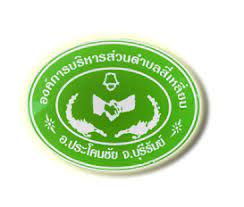 องค์การบริหารส่วนตำบลสี่เหลี่ยม
อ.ประโคนชัย จ.บุรีรัมย์